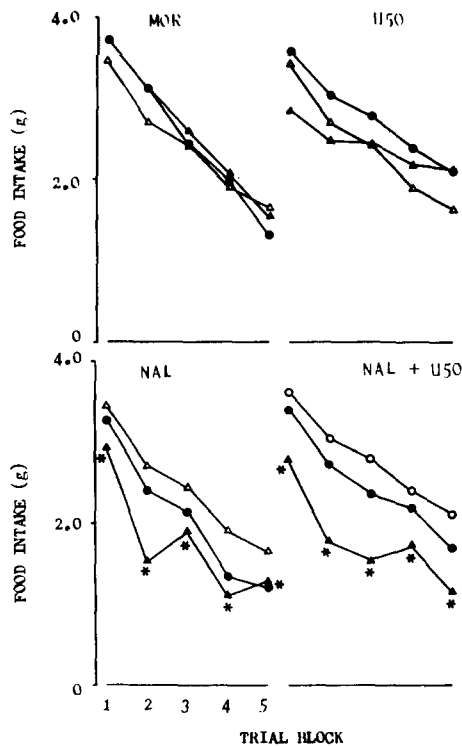 4.0
MOR
U50
FOOD INTAKE (g)
2.0
0
4.0
NAL
NAL + U50
FOOD INTAKE (g)
*
*
*
*
*
*
*
*
*
*
2.0
0
1 2 3 4 5
TRIAL BLOCK